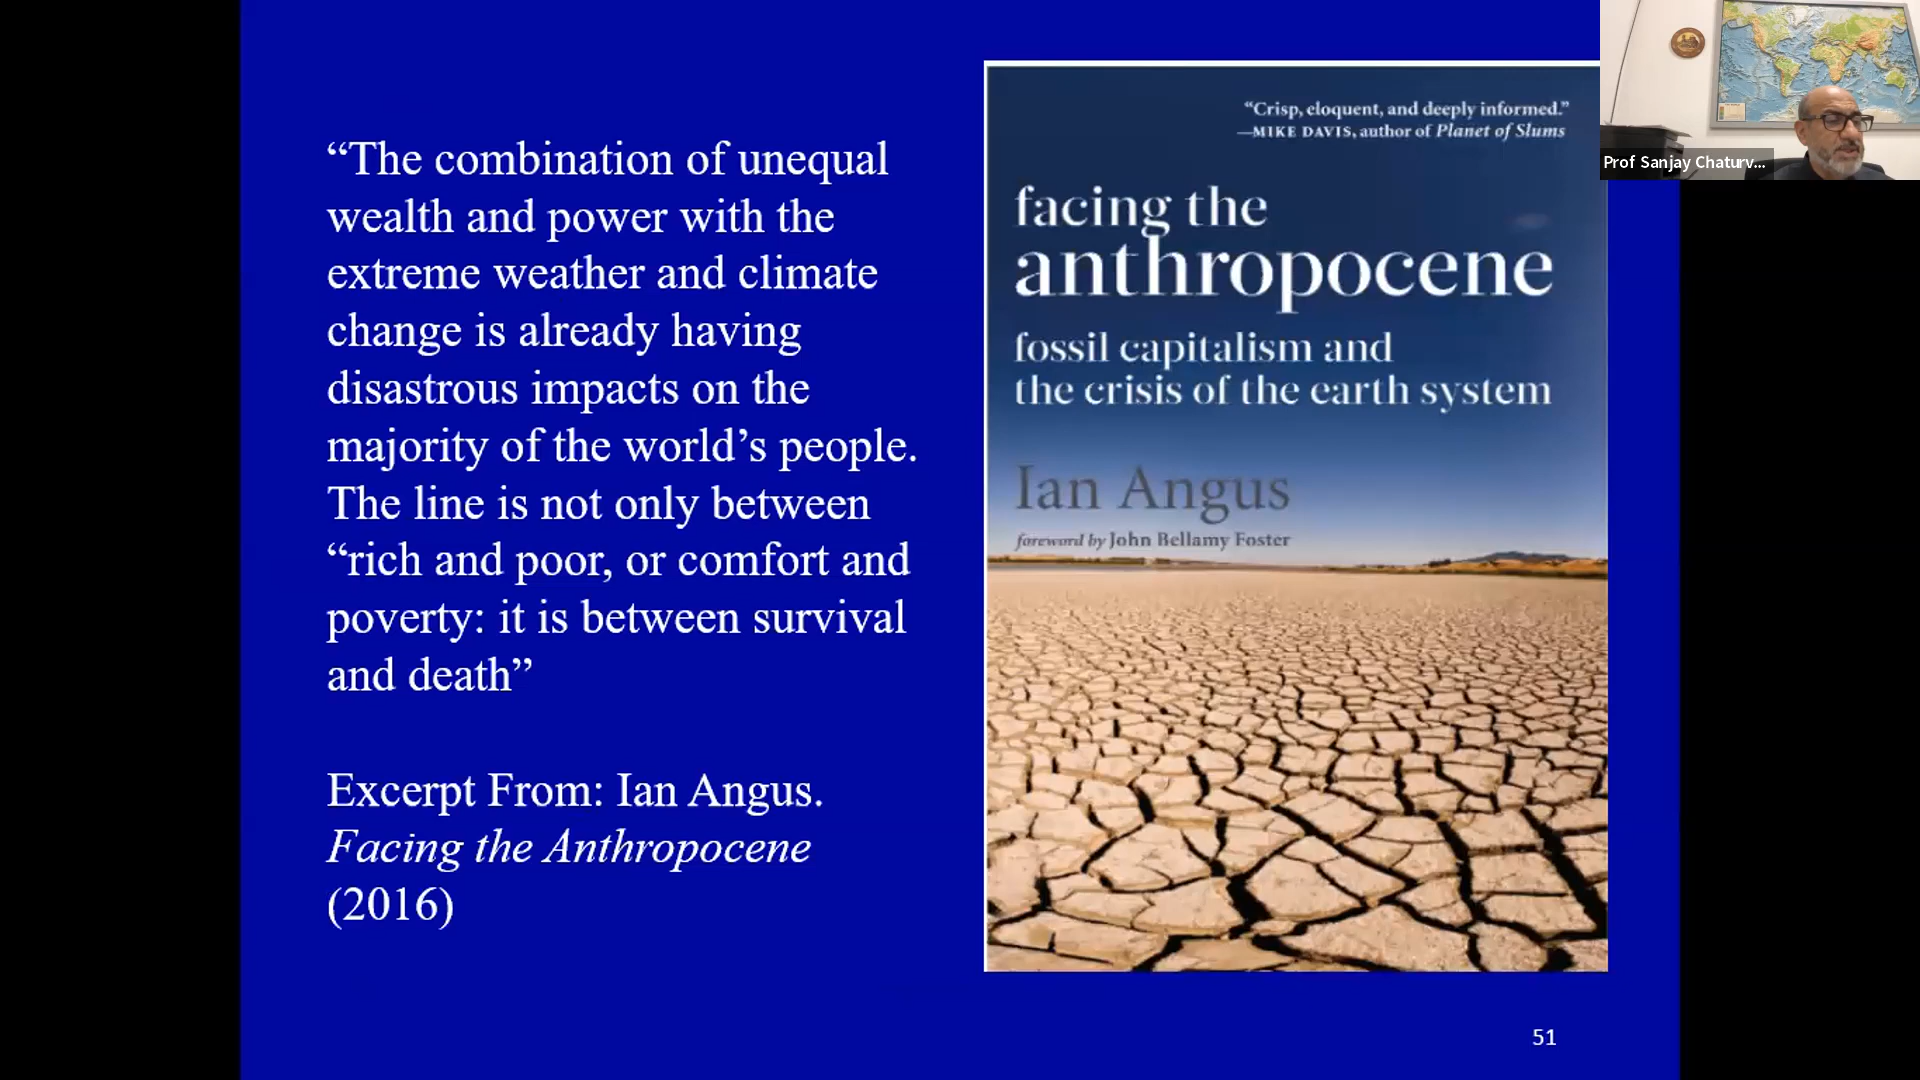 “The combination of unequal
wealth and power with the
extreme weather and climate
change is already having
disastrous impacts on the
majority of the world’s people.
The line is not only between
“rich and poor, or comfort and
poverty: it is between survival
and death”
Excerpt From: Ian Angus.
Facing the Anthropocene
(2016)
“Crisp, eloquent, and deeply informed.”
—MIKE DAVIS, author of Planet of Slums
facing the
anthropocene
fossil capitalism and
the crisis of the earth system
Ian Angus
foreword by John Bellamy Foster
Prof Sanjay Chaturv...
51